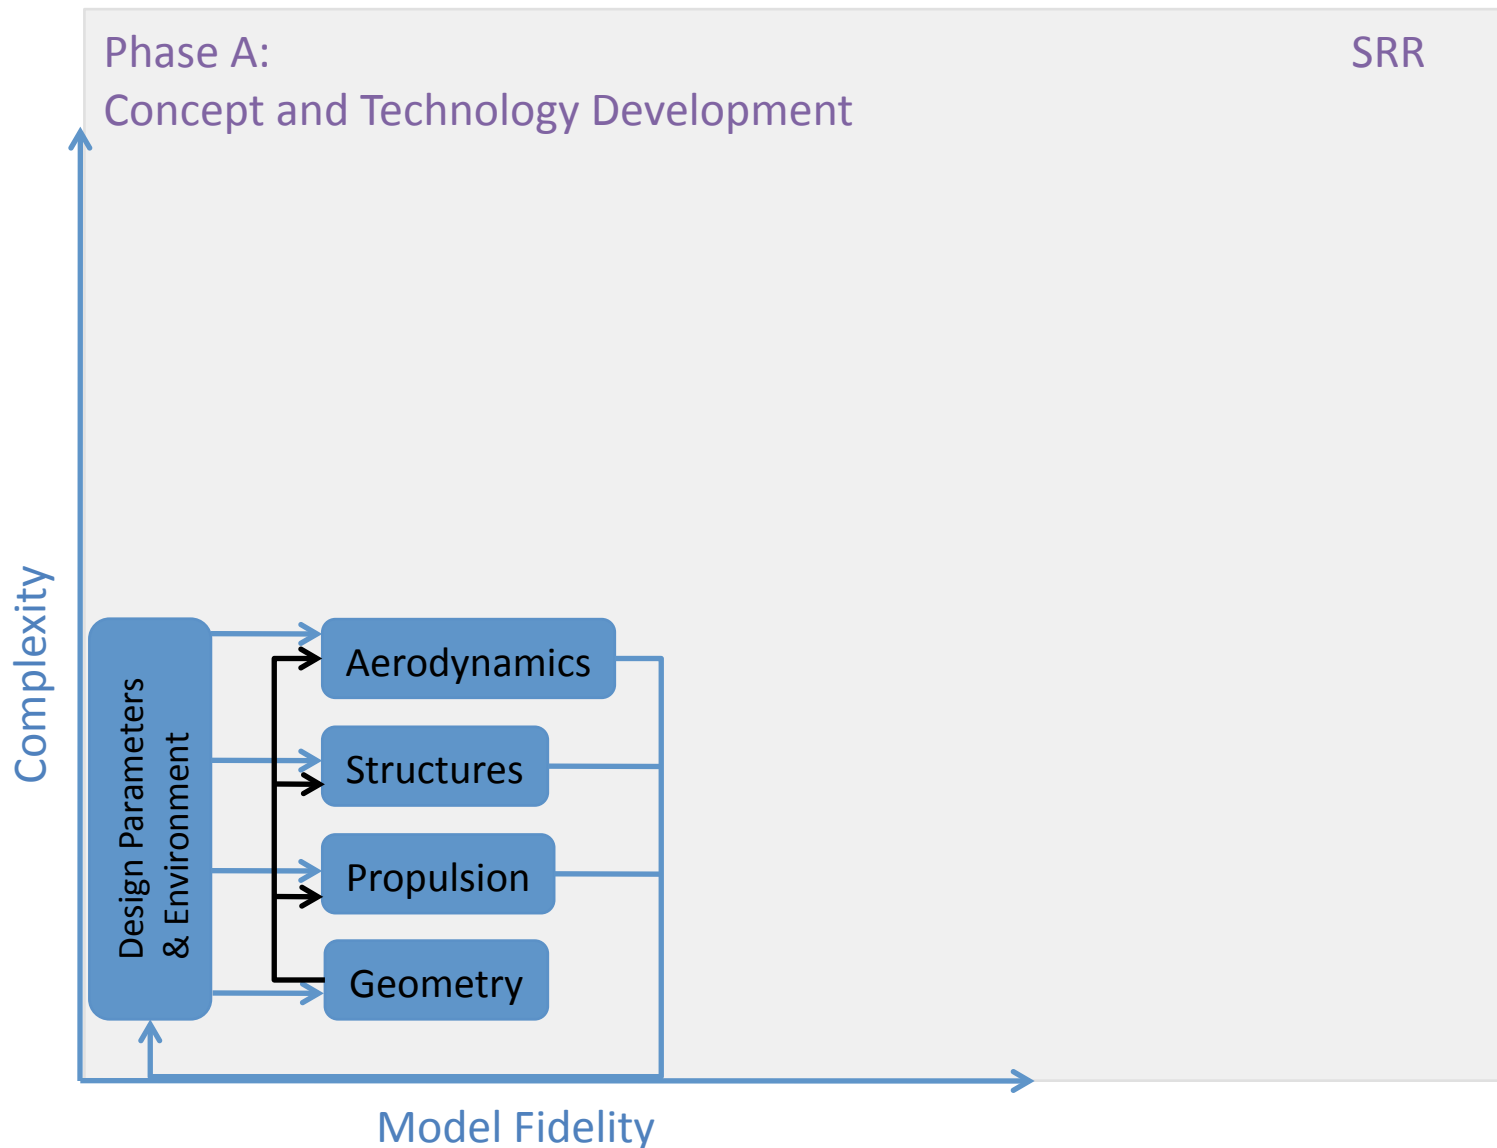 Phase A:
SRR
Concept and Technology Development
Complexity
Design Parameters
& Environment
Aerodynamics
Structures
Propulsion
Geometry
Model Fidelity